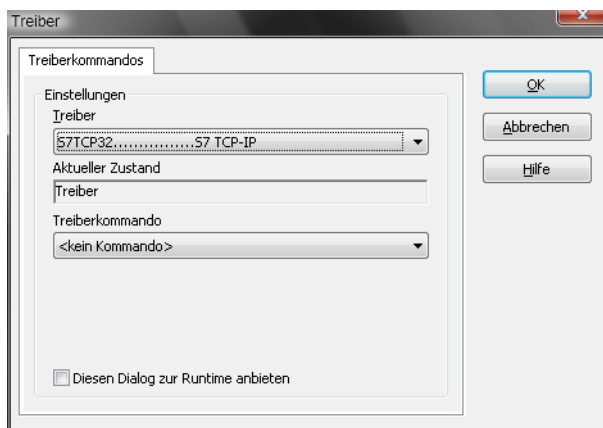 Treiber
Treiberkommandos
Einstellungen
Treiber
S7TCP32................S7 TCP-IP
Aktueller Zustand
Treiber
Treiberkommando
<kein Kommando>
Diesen Dialog zur Runtime anbieten
OK
Abbrechen
Hilfe